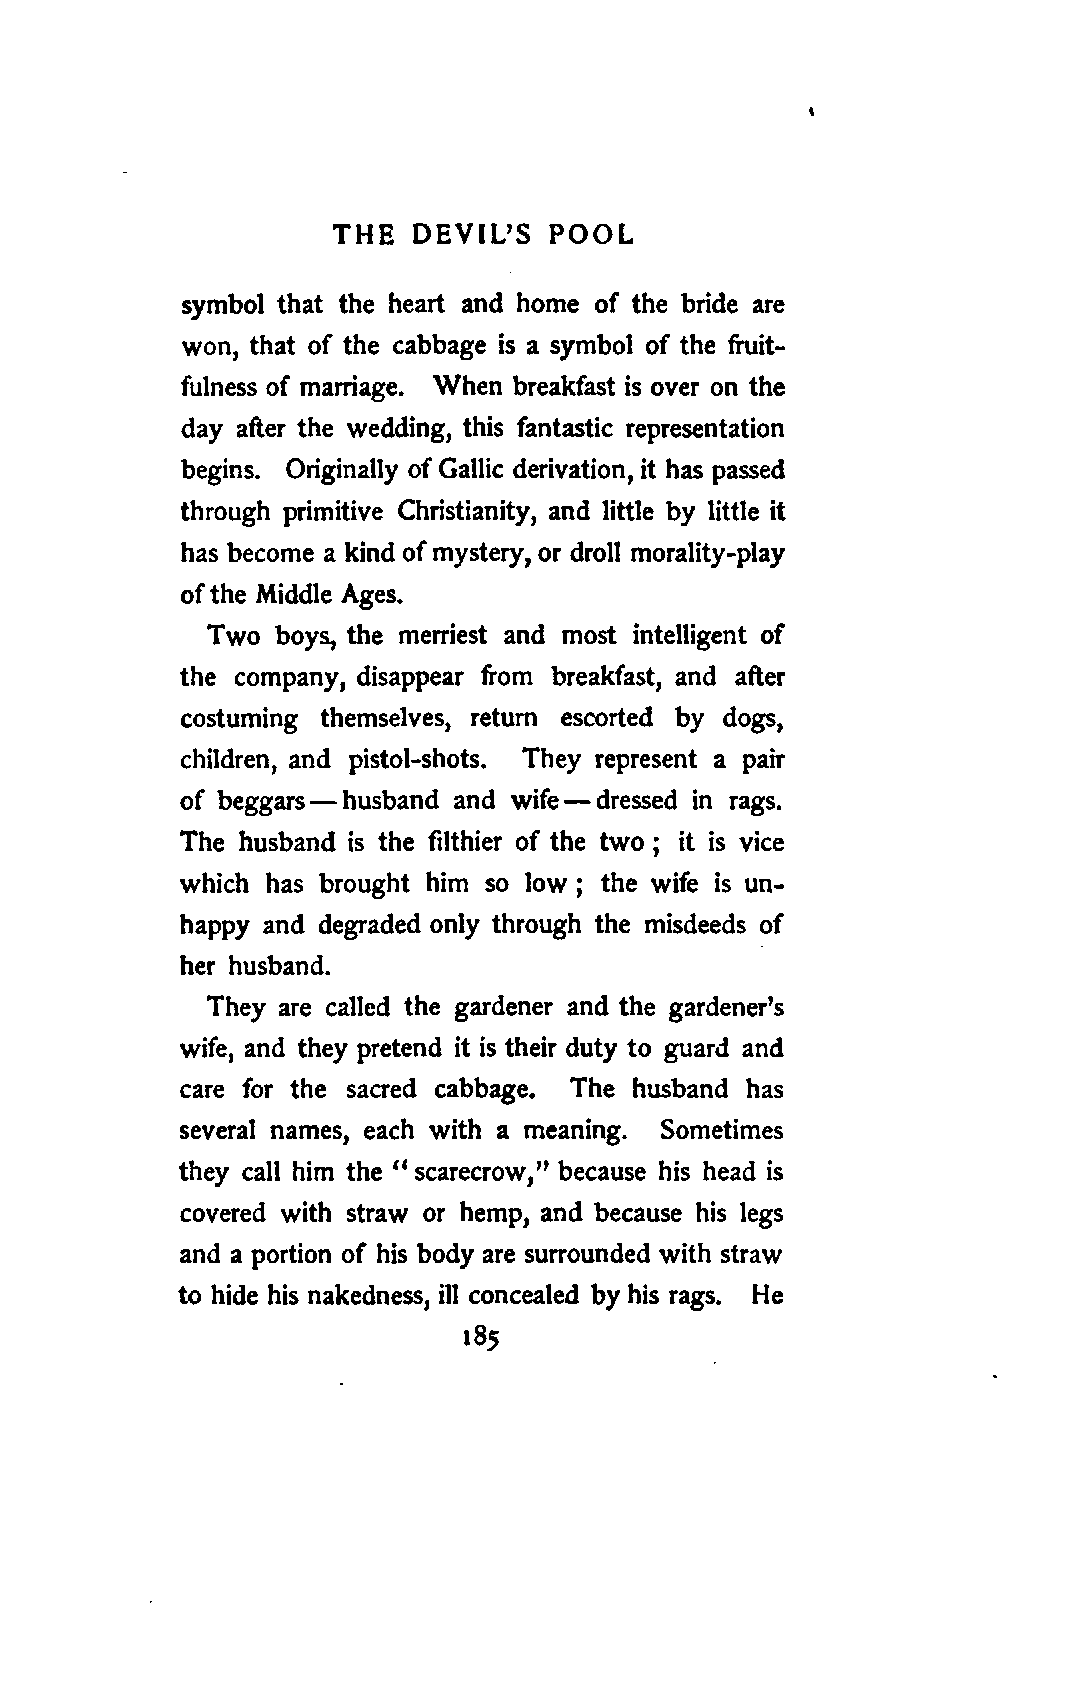 THE DEVIL'S POOL
symbol that the heart and home of the bride are
won, that of the cabbage is a symbol of the fruit-
fulness of marriage. When breakfast is over on the
day after the wedding, this fantastic representation
begins. Originally of Gallic derivation, it has passed
through primitive Christianity, and little by little it
has become a kind of mystery, or droll morality-play
of the Middle Ages.
Two boys, the merriest and most intelligent of
the company, disappear from breakfast, and after
costuming themselves, return escorted by dogs,
children, and pistol-shots. They represent a pair
of beggars — husband and wife — dressed in rags.
The husband is the filthier of the two ; it is vice
which has brought him so low ; the wife is un-
happy and degraded only through the misdeeds of
her husband.
They are called the gardener and the gardener's
wife, and they pretend it is their duty to guard and
care for the sacred cabbage. The husband has
several names, each with a meaning. Sometimes
they call him the " scarecrow," because his head is
covered with straw or hemp, and because his legs
and a portion of his body are surrounded with straw
to hide his nakedness, ill concealed by his rags. He
185